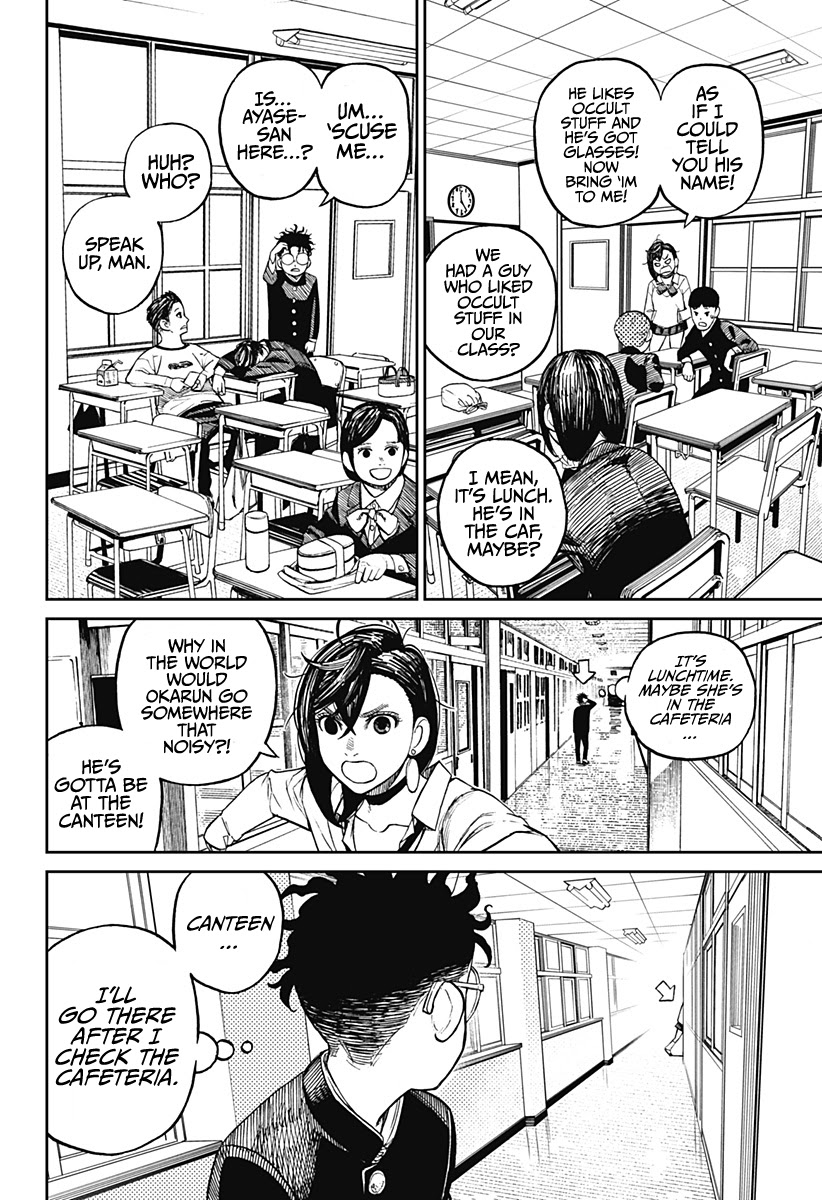 AS
IF I
COULD
TELL
YOU HIS
NAME!
HE LIKES
OCCULT
STUFF AND
HE'S GOT
GLASSES!
NOW
BRING 'IM
TO ME!
WE
HAD A GUY
WHO LIKED
OCCULT
STUFF IN
OUR
CLASS?
I MEAN,
IT'S LUNCH.
HE'S IN
THE CAF,
MAYBE?
UM...
'SCUSE
ME...
IS...
AYASE-
SAN
HERE...?
HUH?
WHO?
SPEAK
UP, MAN.
IT'S
LUNCHTIME.
MAYBE SHE'S
IN THE
CAFETERIA
...
WHY IN
THE WORLD
WOULD
OKARUN GO
SOMEWHERE
THAT
NOISY?!
HE'S
GOTTA BE
AT THE
CANTEEN!
CANTEEN
...
I'LL
GO THERE
AFTER I
CHECK THE
CAFETERIA.